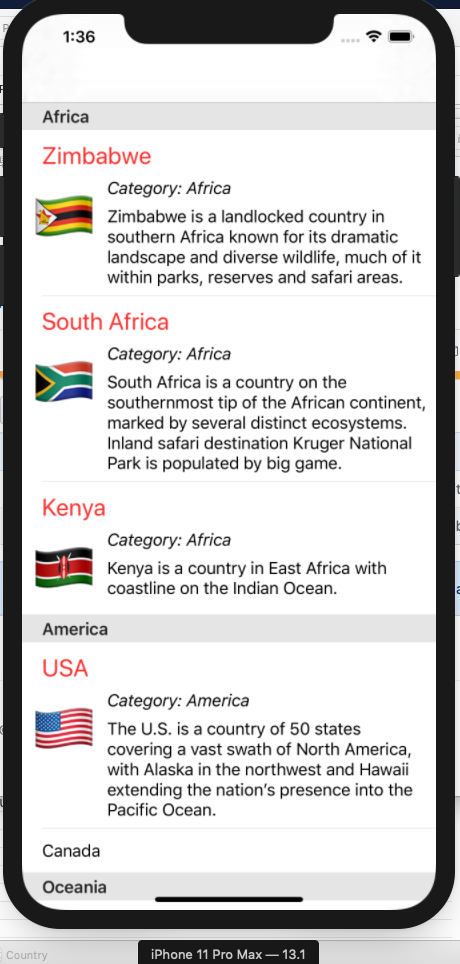 1:36
Africa
Zimbabwe
Category: Africa
Zimbabwe is a landlocked country in
southern Africa known for its dramatic
landscape and diverse wildlife, much of it
within parks, reserves and safari areas.
South Africa
Category: Africa
South Africa is a country on the
southernmost tip of the African continent,
marked by several distinct ecosystems.
Inland safari destination Kruger National
Park is populated by big game.
Kenya
Category: Africa
Kenya is a country in East Africa with
coastline on the Indian Ocean.
America
USA
Category: America
The U.S. is a country of 50 states
covering a vast swath of North America,
with Alaska in the northwest and Hawaii
extending the nation’s presence into the
Pacific Ocean.
Canada
Oceania
Country
iPhone 11 Pro Max — 13.1